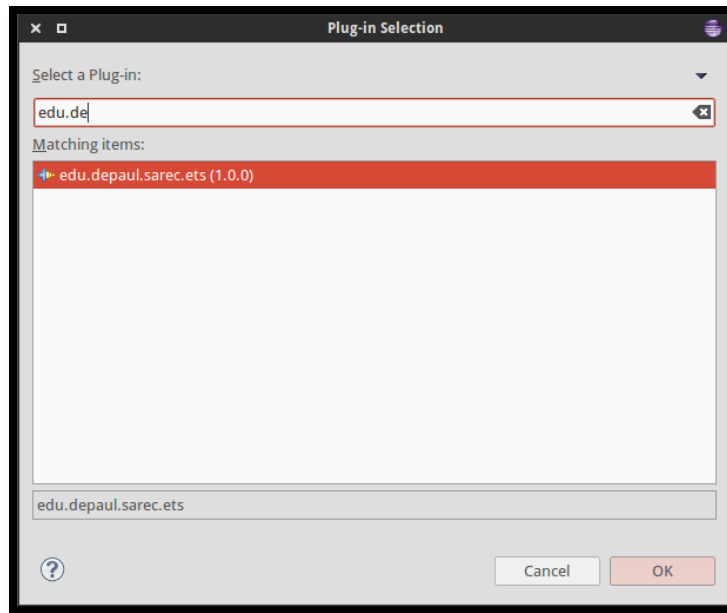 Plug-in Selection
Select a Plug-in:
edu.de
Matching items:
edu.depaul.sarec.ets (1.0.0)
edu.depaul.sarec.ets
?
Cancel
OK